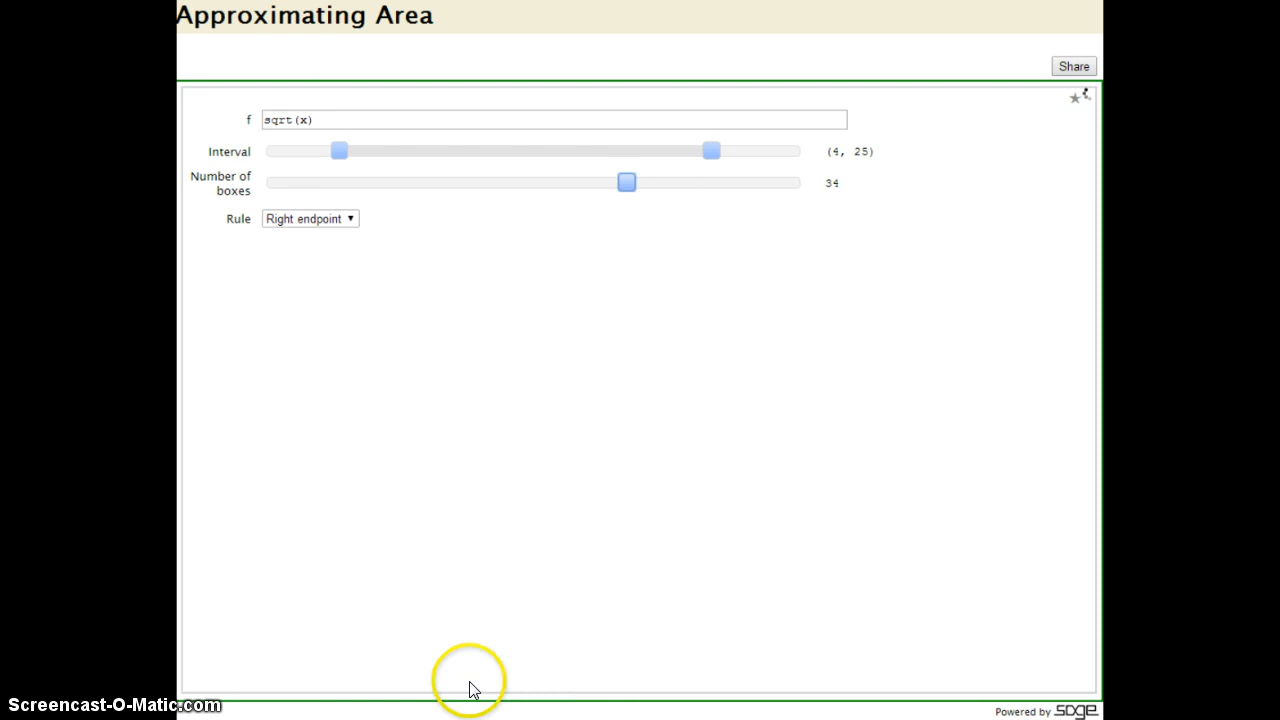 Approximating Area
Share
f sqrt(x)
Interval (4, 25)
Number of
boxes 34
Rule Right endpoint
Screencast-O-Matic.com
Powered by sage